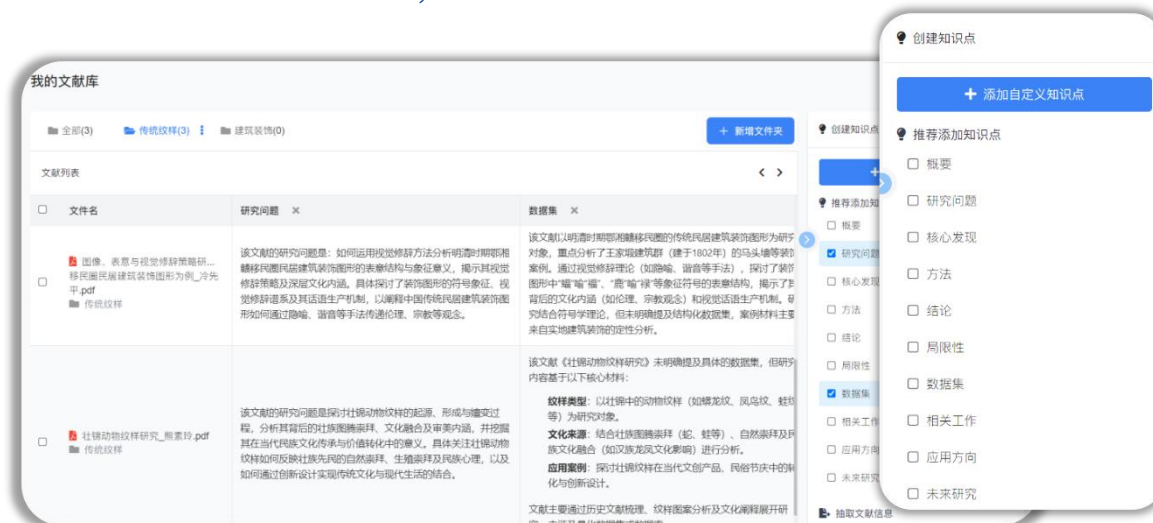 我的文献库
全部(3)
传统纹样(3)
建筑装饰(0)
+ 新增文件夹
文献列表
文件名
研究问题 ×
数据集 ×
图像、表意与视觉修辞策略研...
移民圈民居建筑装饰图形为例_冷先
平.pdf
传统纹样
该文献的研究问题是：如何运用视觉修辞方法分析明清时期鄂湘
赣移民圈民居建筑装饰图形的表意结构与象征意义，揭示其视觉
修辞策略及深层文化内涵。具体探讨了装饰图形的符号象征、视
觉修辞谱系及其话语生产机制，以阐释中国传统民居建筑装饰图
形如何通过隐喻、谐音等手法传递伦理、宗教等观念。
该文献以明清时期鄂湘赣移民圈的传统民居建筑装饰图形为研究
对象，重点分析了王家塅建筑群（建于1802年）的马头墙等装饰
案例。通过视觉修辞理论（如隐喻、谐音等手法），探讨了装饰
图形中“蝠”喻“福”、“鹿”喻“禄”等象征符号的表意结构，揭示了其
背后的文化内涵（如伦理、宗教观念）和视觉话语生产机制。研
究结合符号学理论，但未明确提及结构化数据集，案例材料主要
来自实地建筑装饰的定性分析。
壮锦动物纹样研究_熊素玲.pdf
传统纹样
该文献的研究问题是探讨壮锦动物纹样的起源、形成与嬗变过
程，分析其背后的壮族图腾崇拜、文化融合及审美内涵，并挖掘
其在当代民族文化传承与价值转化中的意义。具体关注壮锦动物
纹样如何反映壮族先民的自然崇拜、生殖崇拜及民族心理，以及
如何通过创新设计实现传统文化与现代生活的结合。
该文献《壮锦动物纹样研究》未明确提及具体的数据集，但研究
内容基于以下核心材料：
纹样类型：以壮锦中的动物纹样（如蟒龙纹、凤鸟纹、蛙纹
等）为研究对象。
文化来源：结合壮族图腾崇拜（蛇、蛙等）、自然崇拜及民
族文化融合（如汉族龙凤文化影响）进行分析。
应用案例：探讨壮锦纹样在当代文创产品、民俗节庆中的转
化与创新设计。
文献主要通过历史文献梳理、纹样图案分析及文化阐释展开研
创建知识点
+
推荐添加知
概要
研究问题
核心发现
方法
结论
局限性
数据集
相关工作
应用方向
未来研究
抽取文献信息
创建知识点
+ 添加自定义知识点
推荐添加知识点
概要
研究问题
核心发现
方法
结论
局限性
数据集
相关工作
应用方向
未来研究